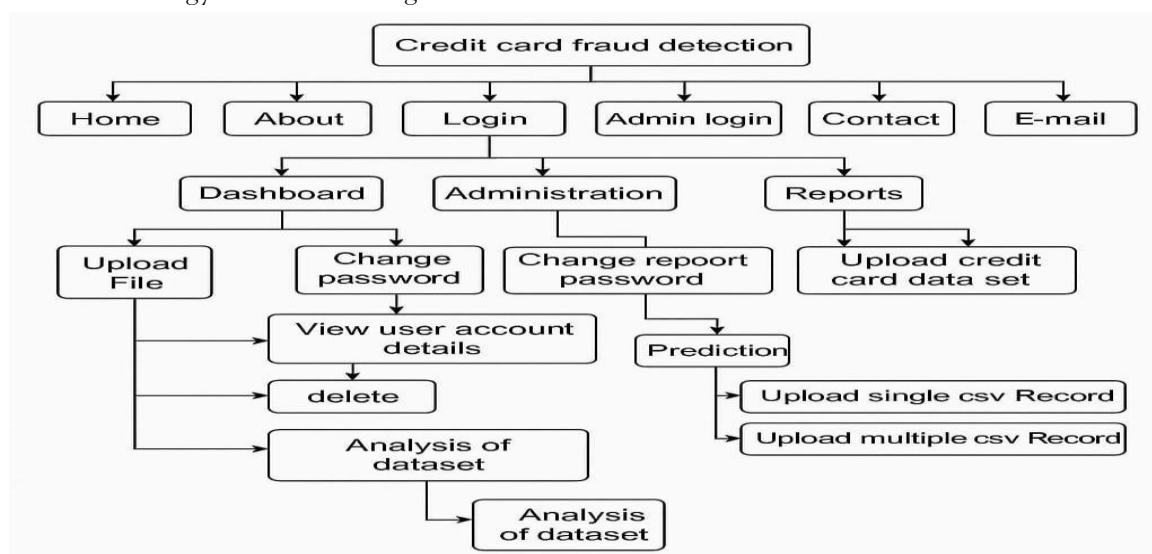 Credit card fraud detection
Home
About
Login
Admin login
Contact
E-mail
Dashboard
Administration
Reports
Upload
File
Change
password
Change repoort
password
Upload credit
card data set
View user account
details
Prediction
delete
Upload single csv Record
Upload multiple csv Record
Analysis of
dataset
Analysis
of dataset